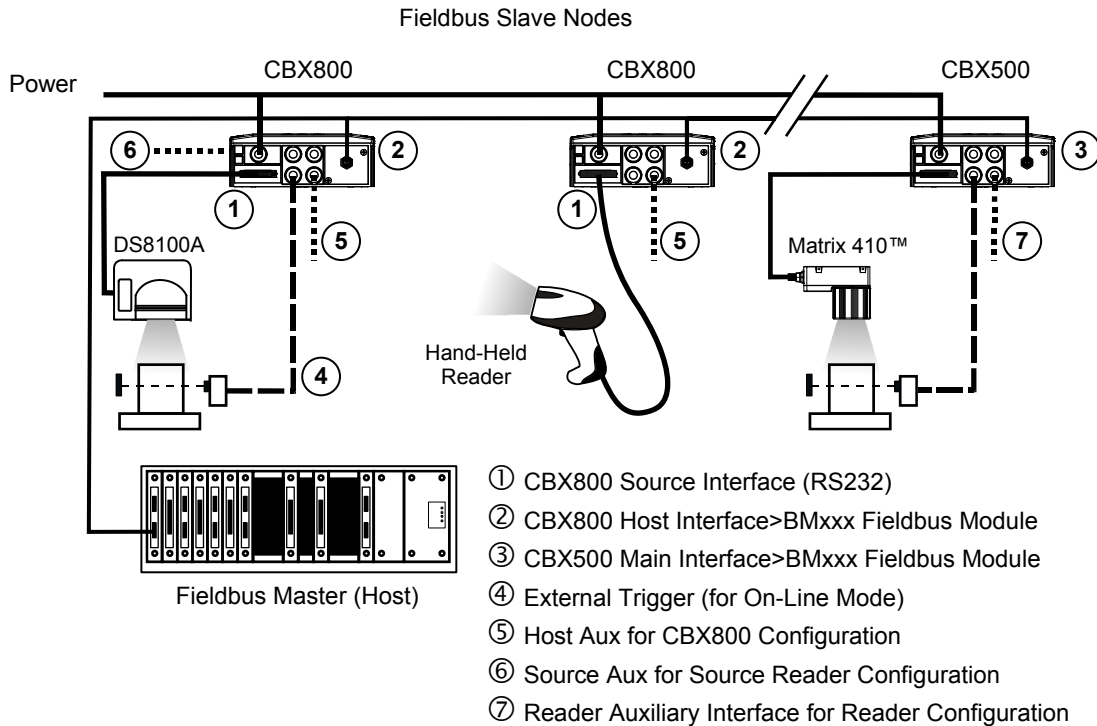 Fieldbus Slave Nodes
Power
CBX800
CBX800
CBX500
6
2
2
3
1
5
1
5
7
DS8100A
Matrix 410™
Hand-Held
Reader
4
Fieldbus Master (Host)
① CBX800 Source Interface (RS232)
② CBX800 Host Interface>BMxxx Fieldbus Module
③ CBX500 Main Interface>BMxxx Fieldbus Module
④ External Trigger (for On-Line Mode)
⑤ Host Aux for CBX800 Configuration
⑥ Source Aux for Source Reader Configuration
⑦ Reader Auxiliary Interface for Reader Configuration